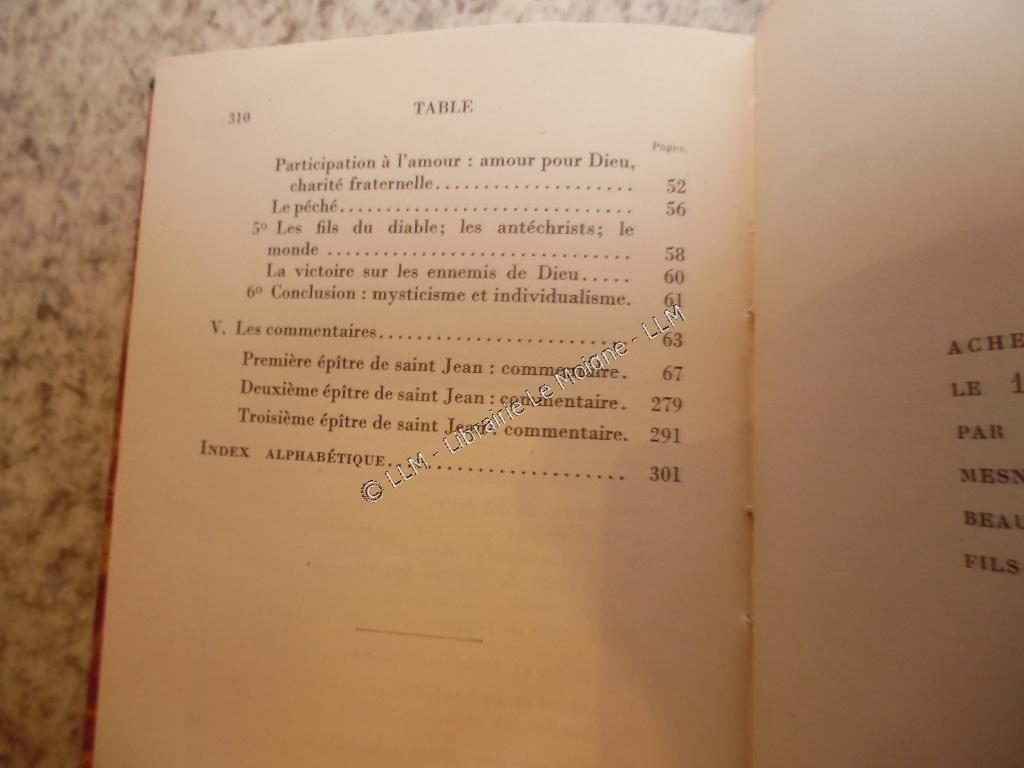 310
TABLE
Pages.
Participation à l'amour : amour pour Dieu,
charité fraternelle.................... 52
Le péché............................. 56
5º Les fils du diable; les antéchrists; le
monde .............................. 58
La victoire sur les ennemis de Dieu..... 60
6º Conclusion : mysticisme et individualisme. 61
V. Les commentaires........................ 63
Première épître de saint Jean : commentaire. 67
Deuxième épître de saint Jean : commentaire. 279
Troisième épître de saint Jean : commentaire. 291
INDEX ALPHABÉTIQUE........................ 301
© LLM - Librairie Le Moigne - LLM
ACHE
LE 1
PAR
MESN
BEAU
FILS